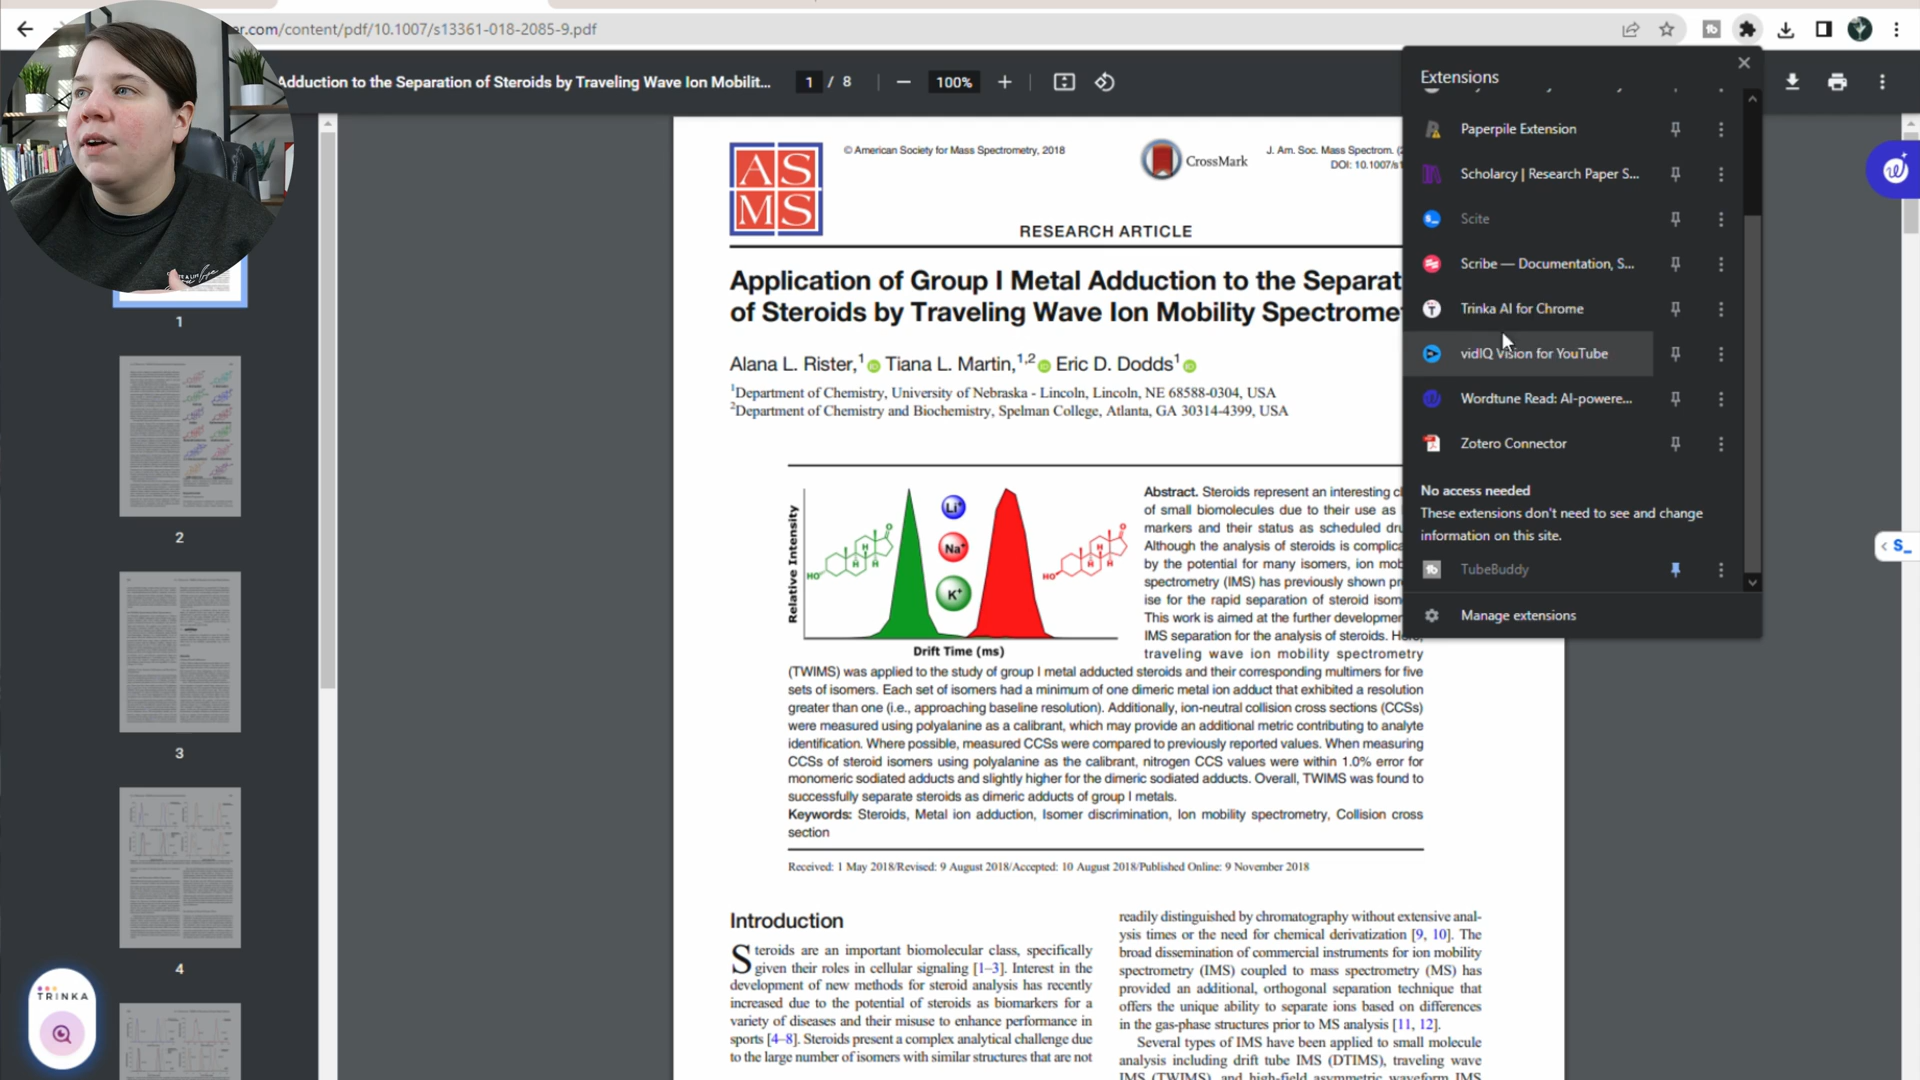 er.com/content/pdf/10.1007/s13361-018-2085-9.pdf
Adduction to the Separation of Steroids by Traveling Wave Ion Mobilit...
1 / 8
100%
1
2
3
4
TRINKA
AS
MS
© American Society for Mass Spectrometry, 2018
CrossMark
J. Am. Soc. Mass Spectrom. (
DOI: 10.1007/s1
RESEARCH ARTICLE
Application of Group I Metal Adduction to the Separat
of Steroids by Traveling Wave Ion Mobility Spectrome
Alana L. Rister,1 Tiana L. Martin,1,2 Eric D. Dodds1
1Department of Chemistry, University of Nebraska - Lincoln, Lincoln, NE 68588-0304, USA
2Department of Chemistry and Biochemistry, Spelman College, Atlanta, GA 30314-4399, USA
Relative Intensity
Li+
Na+
K+
HO
O
H
H
H
HO
O
H
H
H
Drift Time (ms)
Abstract. Steroids represent an interesting cl
of small biomolecules due to their use as
markers and their status as scheduled dru
Although the analysis of steroids is complica
by the potential for many isomers, ion mob
spectrometry (IMS) has previously shown pr
ise for the rapid separation of steroid isom
This work is aimed at the further developmen
IMS separation for the analysis of steroids. He
traveling wave ion mobility spectrometry
(TWIMS) was applied to the study of group I metal adducted steroids and their corresponding multimers for five
sets of isomers. Each set of isomers had a minimum of one dimeric metal ion adduct that exhibited a resolution
greater than one (i.e., approaching baseline resolution). Additionally, ion-neutral collision cross sections (CCSs)
were measured using polyalanine as a calibrant, which may provide an additional metric contributing to analyte
identification. Where possible, measured CCSs were compared to previously reported values. When measuring
CCSs of steroid isomers using polyalanine as the calibrant, nitrogen CCS values were within 1.0% error for
monomeric sodiated adducts and slightly higher for the dimeric sodiated adducts. Overall, TWIMS was found to
successfully separate steroids as dimeric adducts of group I metals.
Keywords: Steroids, Metal ion adduction, Isomer discrimination, Ion mobility spectrometry, Collision cross
section
Received: 1 May 2018/Revised: 9 August 2018/Accepted: 10 August 2018/Published Online: 9 November 2018
Introduction
Steroids are an important biomolecular class, specifically
given their roles in cellular signaling [1–3]. Interest in the
development of new methods for steroid analysis has recently
increased due to the potential of steroids as biomarkers for a
variety of diseases and their misuse to enhance performance in
sports [4–8]. Steroids present a complex analytical challenge due
to the large number of isomers with similar structures that are not
readily distinguished by chromatography without extensive anal-
ysis times or the need for chemical derivatization [9, 10]. The
broad dissemination of commercial instruments for ion mobility
spectrometry (IMS) coupled to mass spectrometry (MS) has
provided an additional, orthogonal separation technique that
offers the unique ability to separate ions based on differences
in the gas-phase structures prior to MS analysis [11, 12].
Several types of IMS have been applied to small molecule
analysis including drift tube IMS (DTIMS), traveling wave
IMS (TWIMS), and high-field asymmetric waveform IMS
Extensions
Paperpile Extension
Scholarcy | Research Paper S...
Scite
Scribe — Documentation, S...
Trinka AI for Chrome
vidIQ Vision for YouTube
Wordtune Read: AI-powere...
Zotero Connector
No access needed
These extensions don't need to see and change
information on this site.
TubeBuddy
Manage extensions
S_